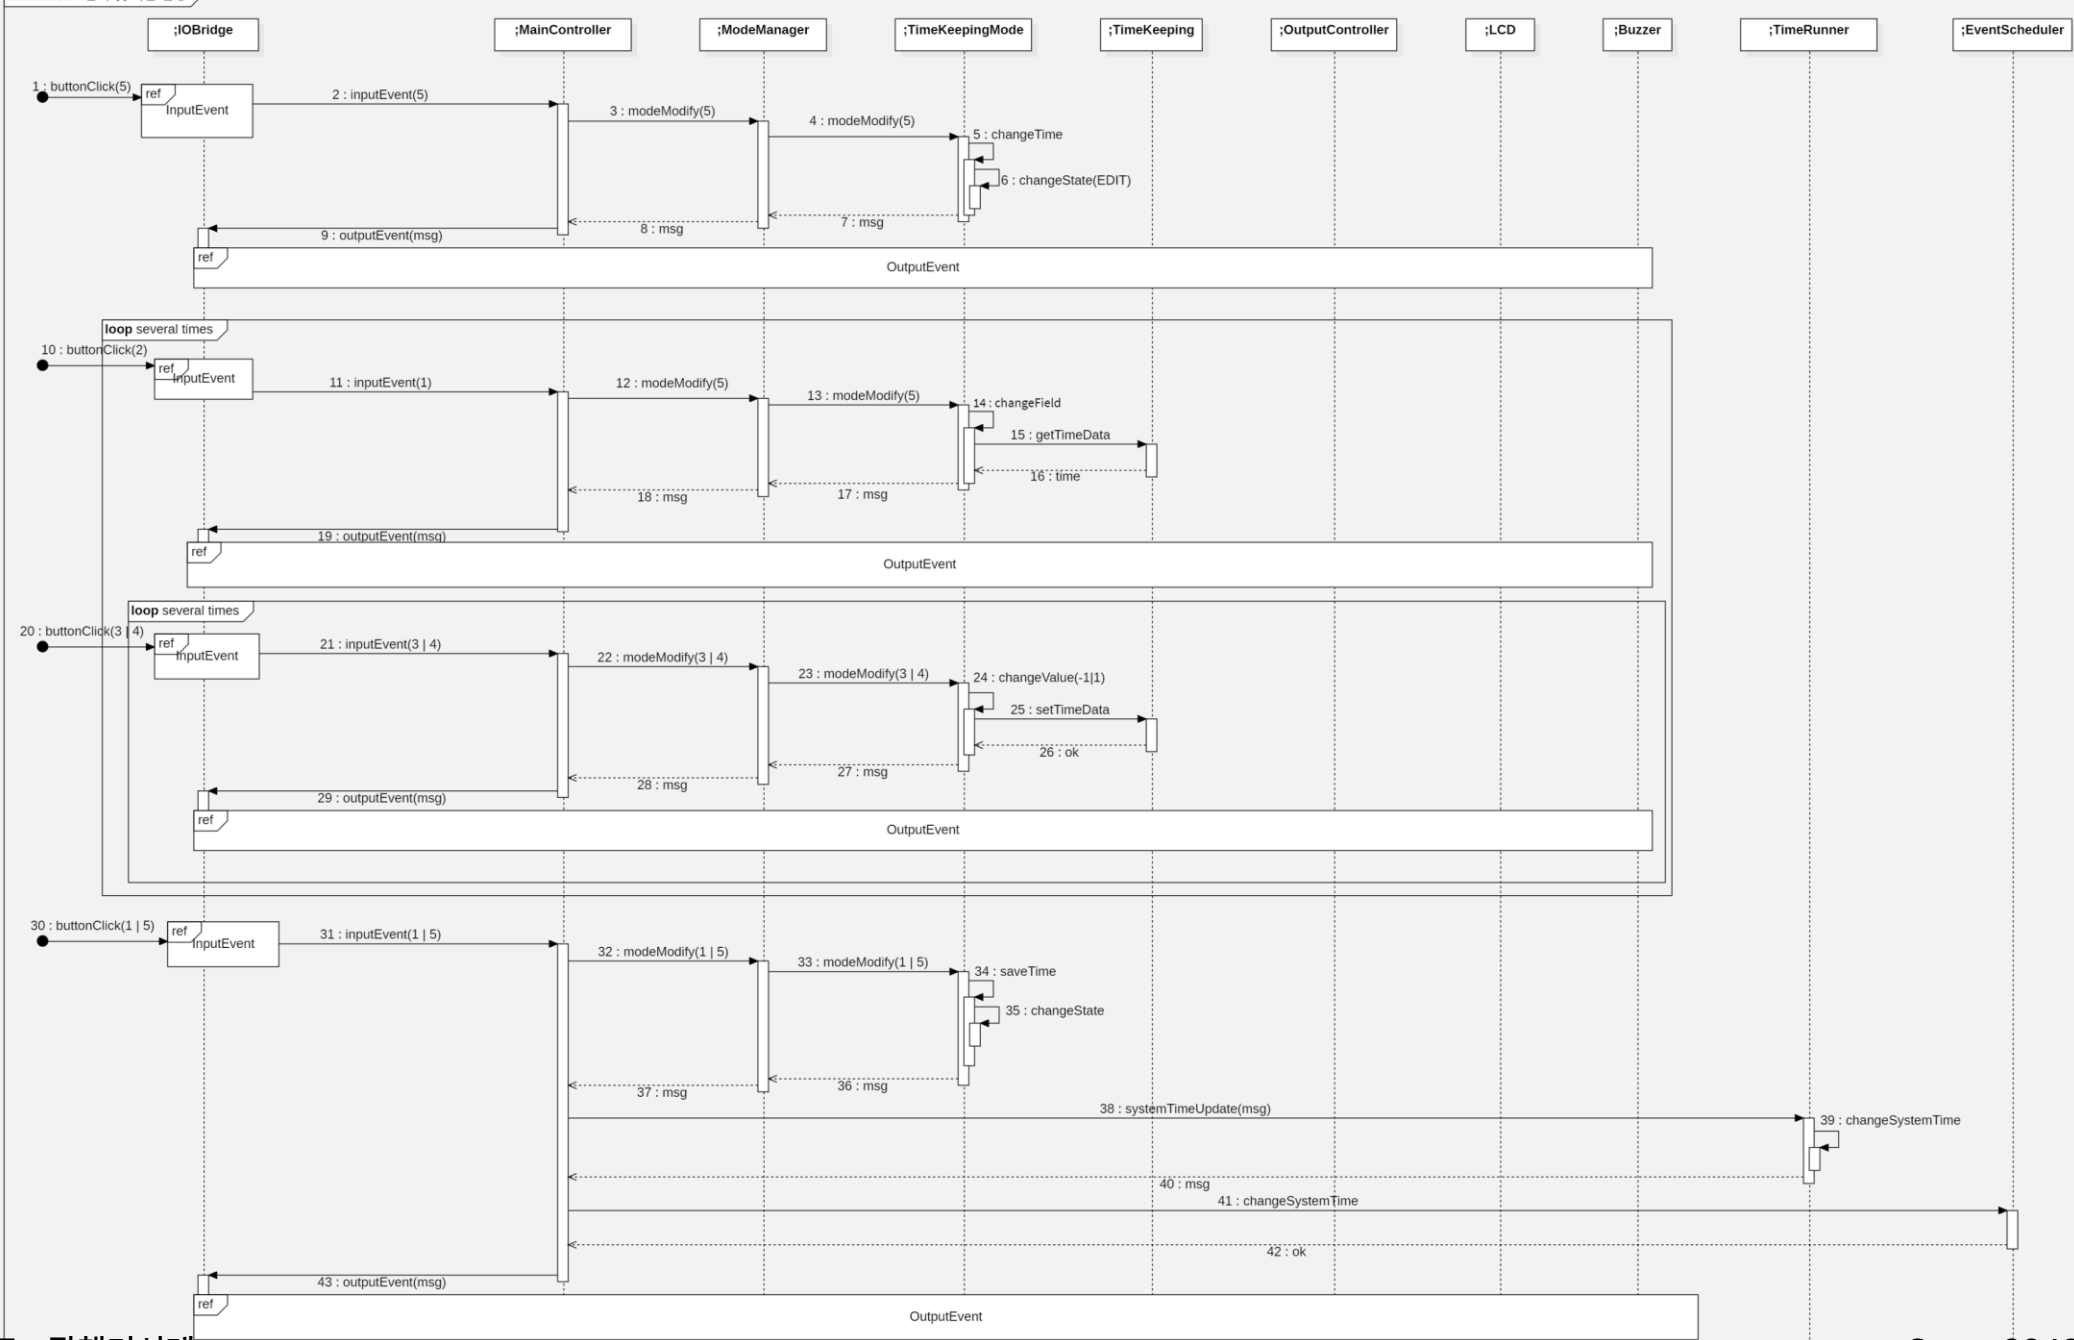 ;IOBridge
;MainController
;ModeManager
;TimeKeepingMode
;TimeKeeping
;OutputController
;LCD
;Buzzer
;TimeRunner
;EventScheduler
1 : buttonClick(5)
ref
InputEvent
2 : inputEvent(5)
3 : modeModify(5)
4 : modeModify(5)
5 : changeTime
6 : changeState(EDIT)
7 : msg
8 : msg
9 : outputEvent(msg)
ref
OutputEvent
loop several times
10 : buttonClick(2)
ref
InputEvent
11 : inputEvent(1)
12 : modeModify(5)
13 : modeModify(5)
14 : changeField
15 : getTimeData
16 : time
17 : msg
18 : msg
19 : outputEvent(msg)
ref
OutputEvent
loop several times
20 : buttonClick(3 | 4)
ref
InputEvent
21 : inputEvent(3 | 4)
22 : modeModify(3 | 4)
23 : modeModify(3 | 4)
24 : changeValue(-1|1)
25 : setTimeData
26 : ok
27 : msg
28 : msg
29 : outputEvent(msg)
ref
OutputEvent
30 : buttonClick(1 | 5)
ref
InputEvent
31 : inputEvent(1 | 5)
32 : modeModify(1 | 5)
33 : modeModify(1 | 5)
34 : saveTime
35 : changeState
36 : msg
37 : msg
38 : systemTimeUpdate(msg)
39 : changeSystemTime
40 : msg
41 : changeSystemTime
42 : ok
43 : outputEvent(msg)
ref
OutputEvent